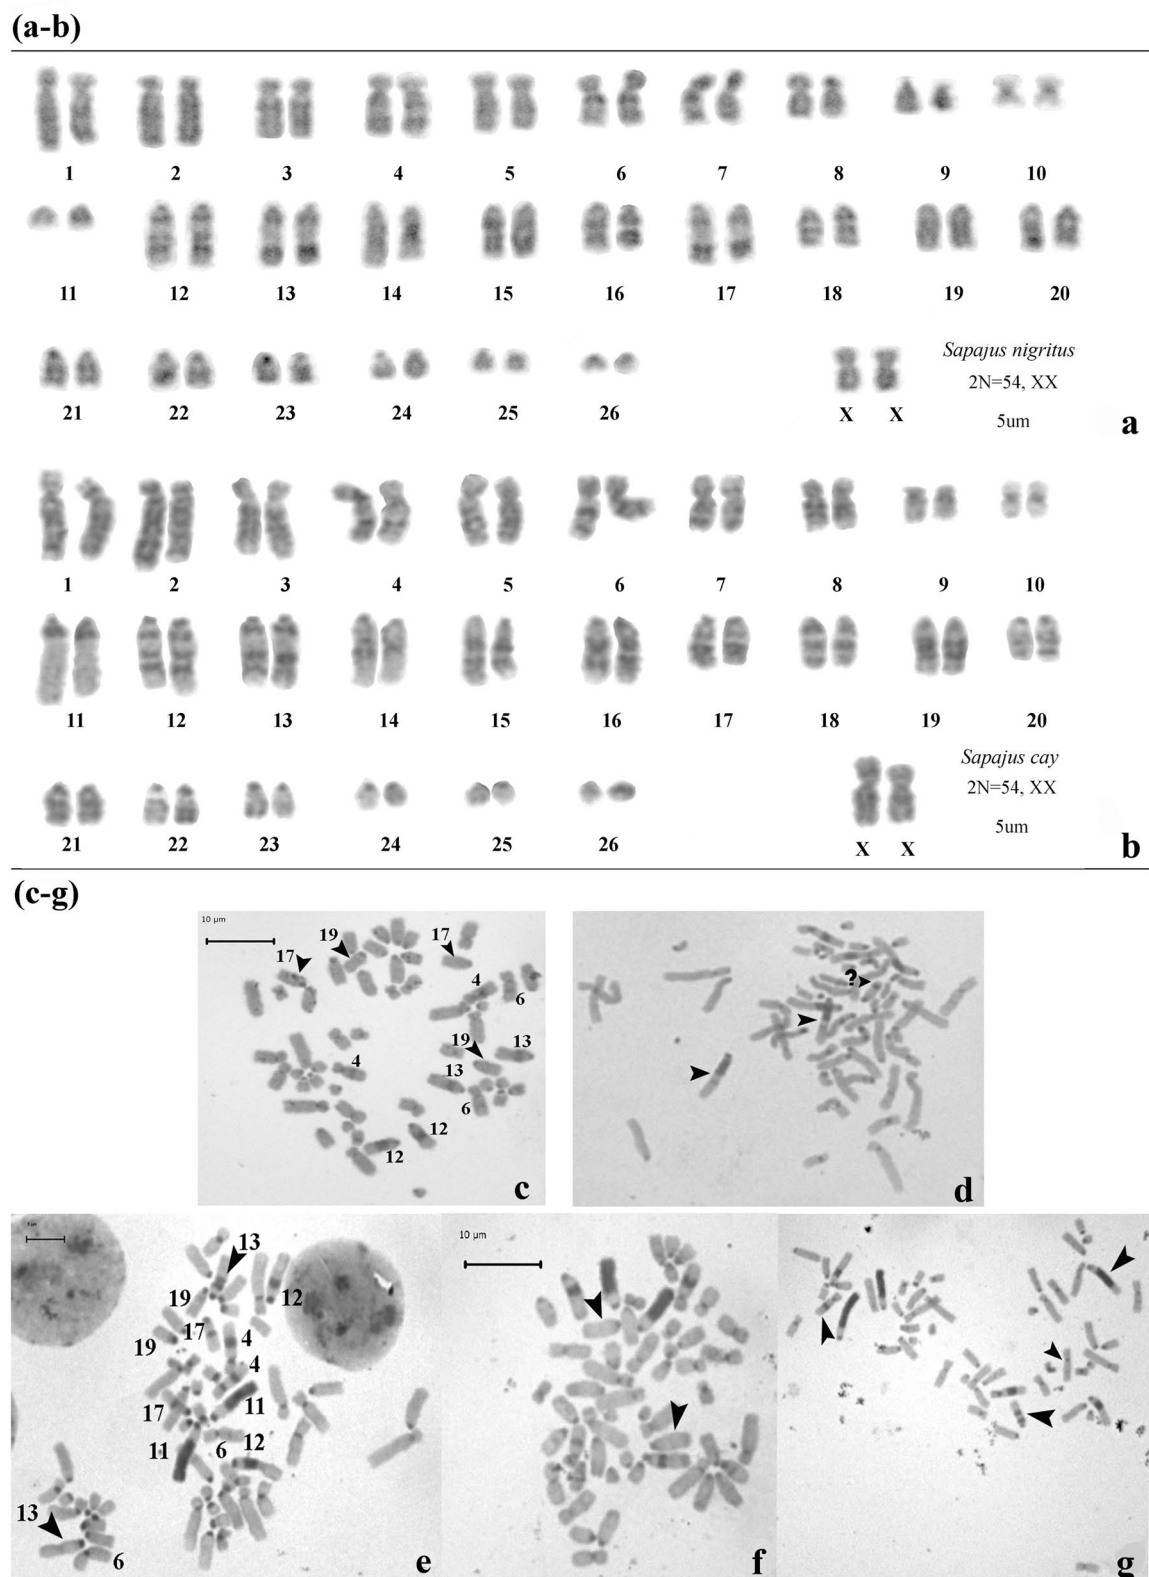 (a-b)
1 2 3 4 5 6 7 8 9 10
11 12 13 14 15 16 17 18 19 20
Sapajus nigritus
2N=54, XX
21 22 23 24 25 26 X X
5um
a
1 2 3 4 5 6 7 8 9 10
11 12 13 14 15 16 17 18 19 20
Sapajus cay
2N=54, XX
5um
21 22 23 24 25 26 X X
b
(c-g)
10 µm
19 17
17
4
6
19 13
4
13
6
12
12
c
?
d
13
19 12
17
19 4
4
17 11
6 12
11
13
6
e
10 µm
f
g